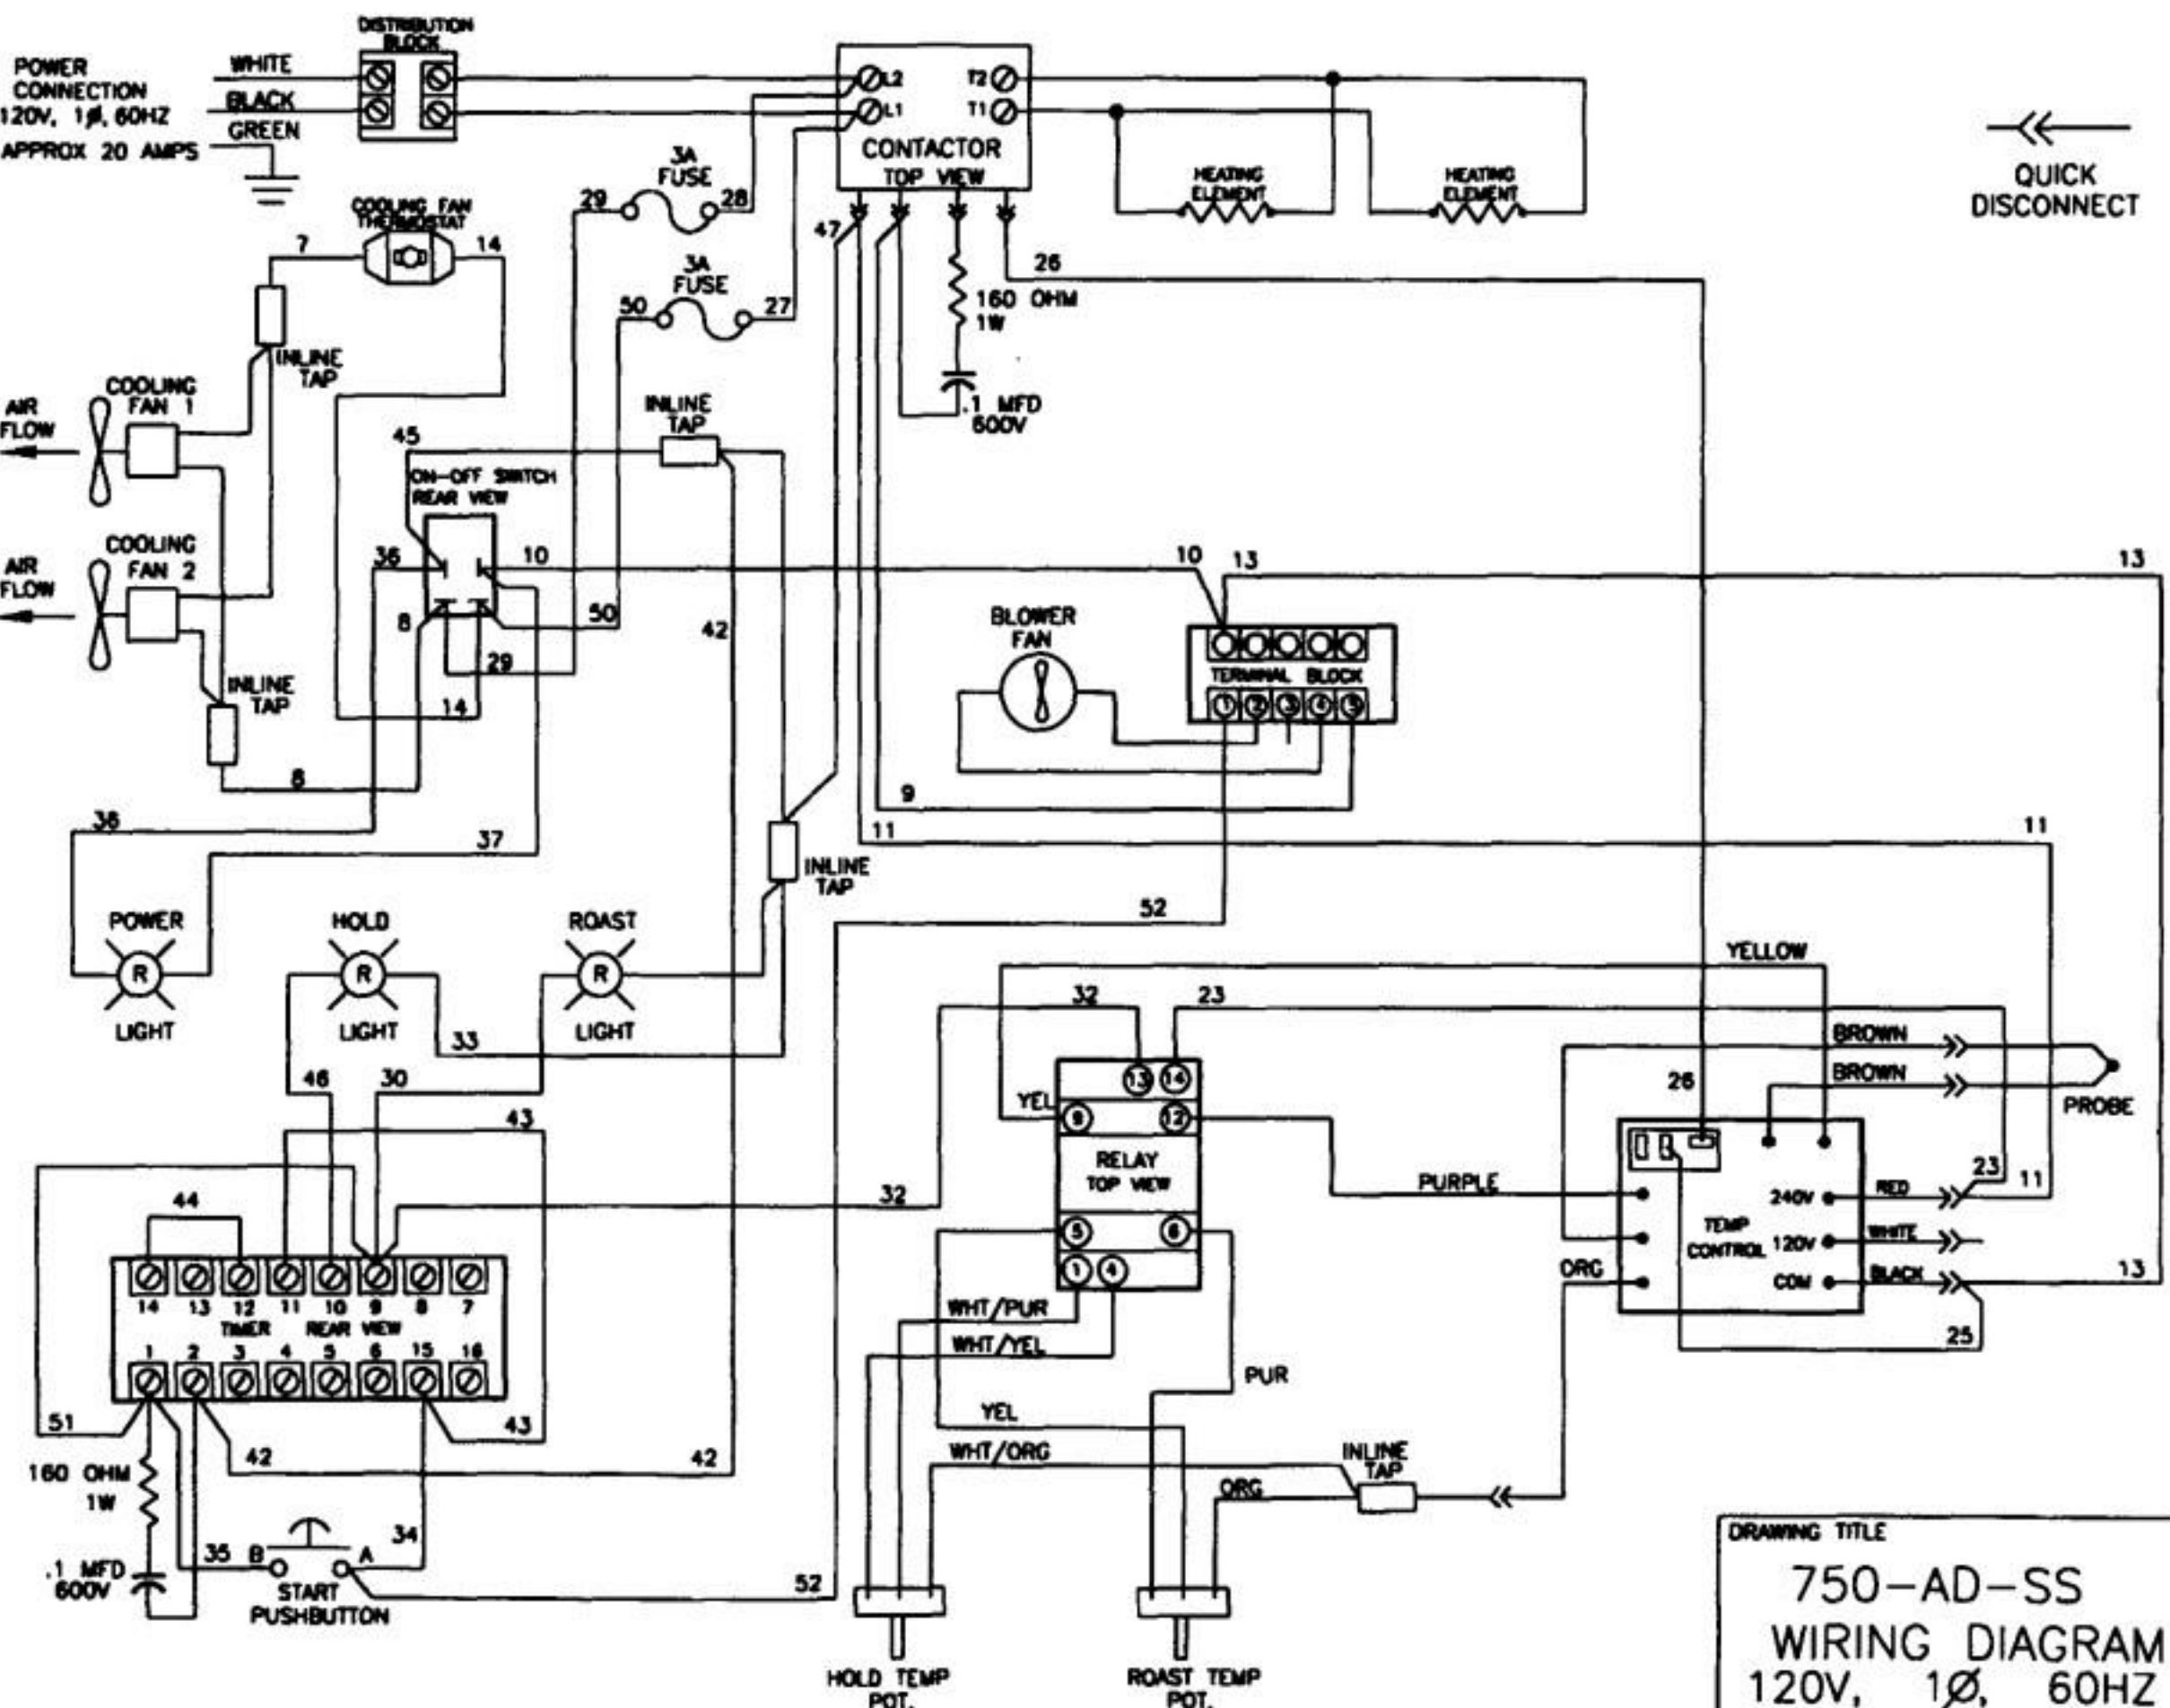 DISTRIBUTION
BLOCK
POWER
CONNECTION
120V, 1Ø, 60HZ
APPROX 20 AMPS
WHITE
BLACK
GREEN
L2
L1
T2
T1
CONTACTOR
TOP VIEW
HEATING
ELEMENT
HEATING
ELEMENT
QUICK
DISCONNECT
3A
FUSE
29
28
3A
FUSE
50
27
47
26
160 OHM
1W
.1 MFD
600V
COOLING FAN
THERMOSTAT
7
14
INLINE
TAP
COOLING
FAN 1
AIR
FLOW
COOLING
FAN 2
AIR
FLOW
INLINE
TAP
45
INLINE
TAP
ON-OFF SWITCH
REAR VIEW
36
10
8
50
29
14
42
8
10
13
13
BLOWER
FAN
TERMINAL BLOCK
1 2 3 4 5
9
11
11
36
37
INLINE
TAP
52
POWER
R
LIGHT
HOLD
R
LIGHT
ROAST
R
LIGHT
33
46
30
43
32
23
YELLOW
BROWN
BROWN
PROBE
26
YEL
13 14
9 12
RELAY
TOP VIEW
5 6
1 4
PURPLE
23
11
240V
RED
TEMP
CONTROL
120V
WHITE
COM
BLACK
13
25
ORG
44
32
14 13 12 11 10 9 8 7
TIMER REAR VIEW
1 2 3 4 5 6 15 16
51
42
43
42
160 OHM
1W
.1 MFD
600V
35
B
A
34
START
PUSHBUTTON
52
WHT/PUR
WHT/YEL
PUR
YEL
WHT/ORG
ORG
INLINE
TAP
HOLD TEMP
POT.
ROAST TEMP
POT.
DRAWING TITLE
750-AD-SS
WIRING DIAGRAM
120V, 1Ø, 60HZ